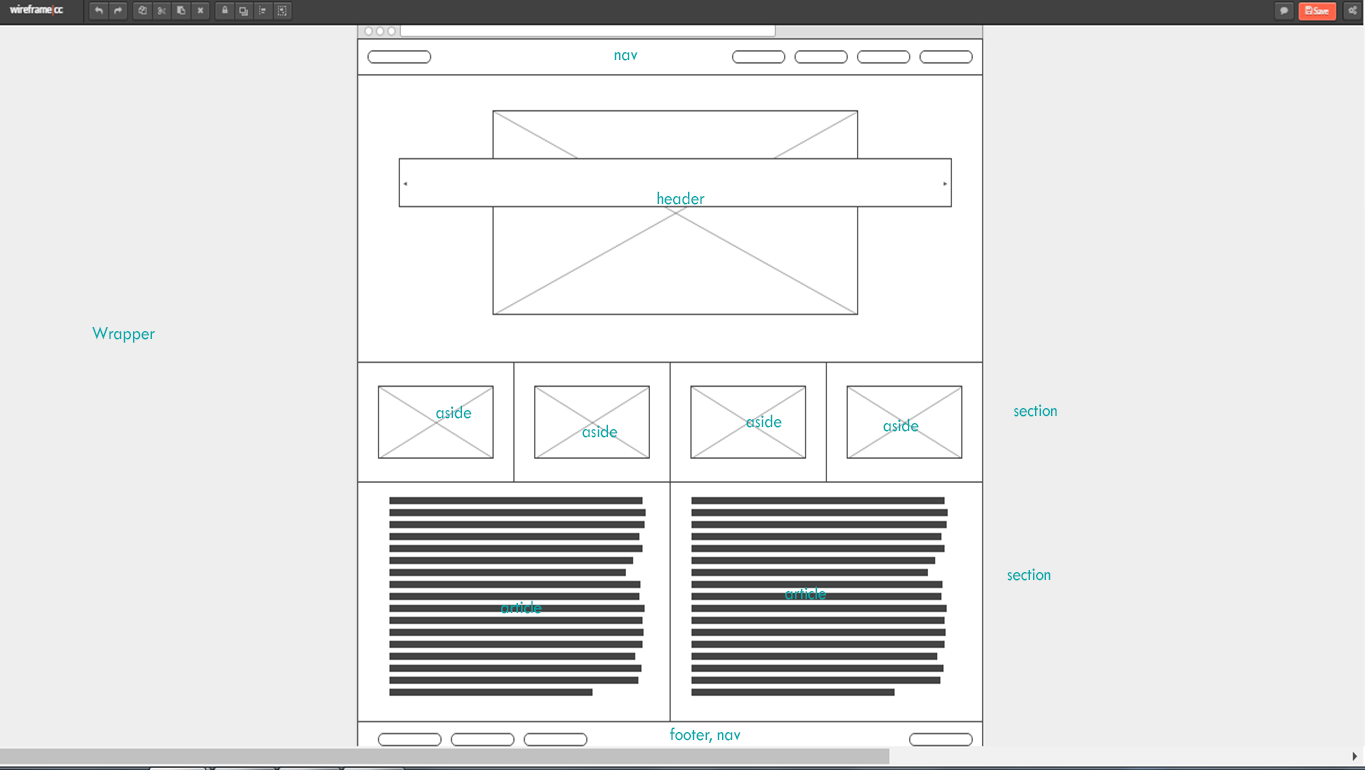 wireframe|cc
Save
nav
header
Wrapper
aside
aside
aside
aside
section
article
article
section
footer, nav